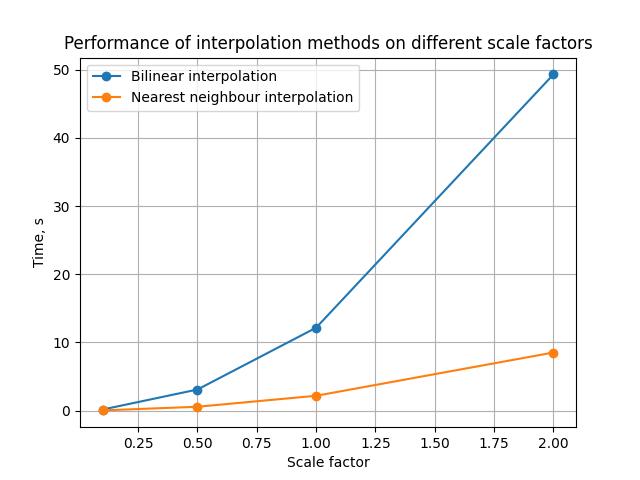 Performance of interpolation methods on different scale factors
Bilinear interpolation
Nearest neighbour interpolation
Time, s
50
40
30
20
10
0
0.25 0.50 0.75 1.00 1.25 1.50 1.75 2.00
Scale factor